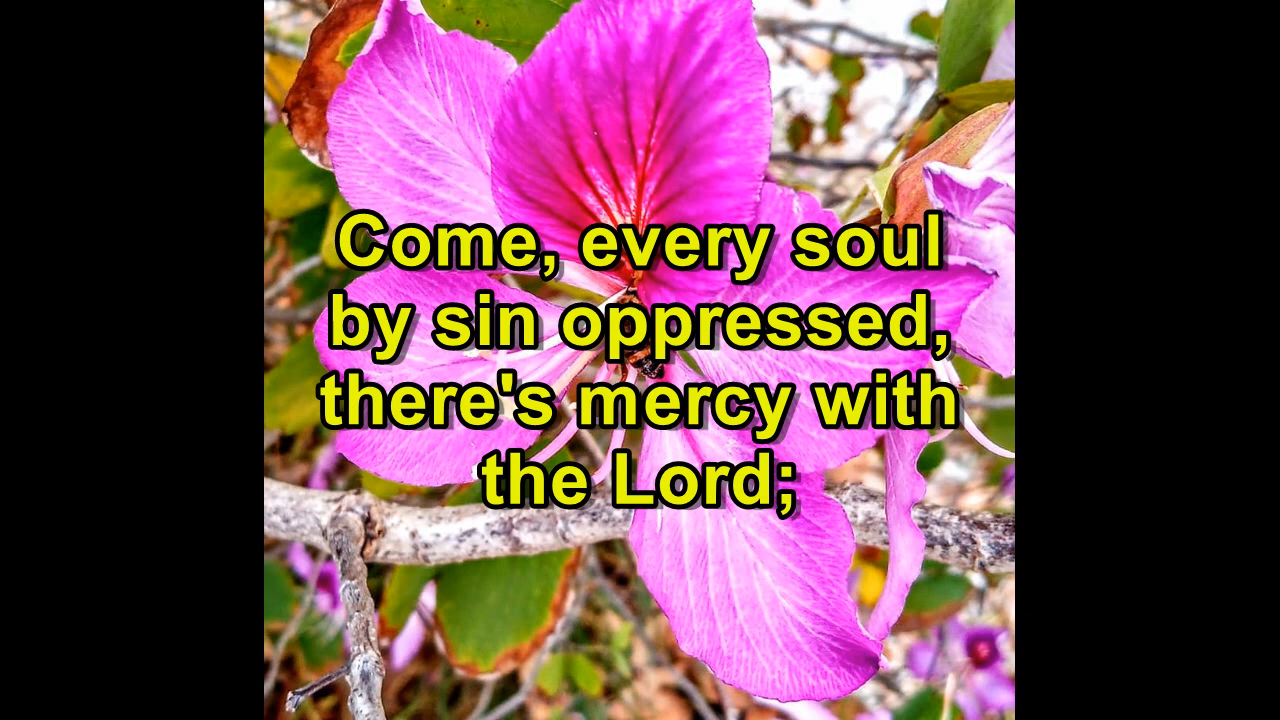 Come, every soul
by sin oppressed,
there's mercy with
the Lord;